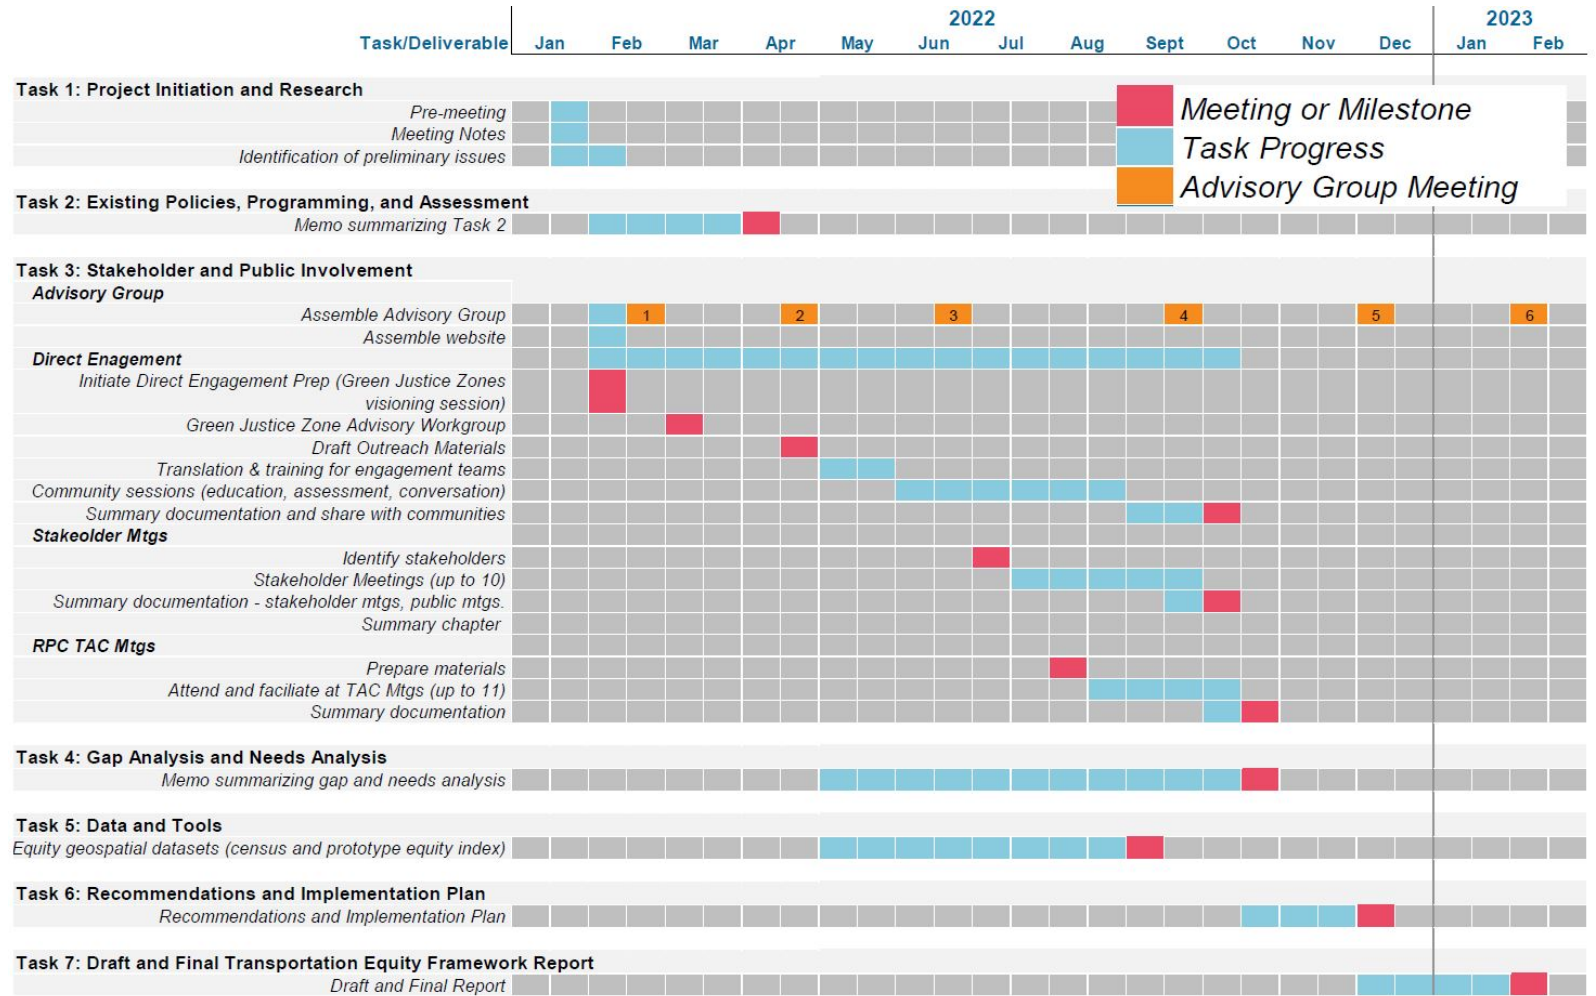 2022 2023
Task/Deliverable Jan Feb Mar Apr May Jun Jul Aug Sept Oct Nov Dec Jan Feb
Task 1: Project Initiation and Research
Pre-meeting
Meeting Notes
Identification of preliminary issues
Meeting or Milestone
Task Progress
Advisory Group Meeting
Task 2: Existing Policies, Programming, and Assessment
Memo summarizing Task 2
Task 3: Stakeholder and Public Involvement
Advisory Group
Assemble Advisory Group 1 2 3 4 5 6
Assemble website
Direct Enagement
Initiate Direct Engagement Prep (Green Justice Zones
visioning session)
Green Justice Zone Advisory Workgroup
Draft Outreach Materials
Translation & training for engagement teams
Community sessions (education, assessment, conversation)
Summary documentation and share with communities
Stakeolder Mtgs
Identify stakeholders
Stakeholder Meetings (up to 10)
Summary documentation - stakeholder mtgs, public mtgs.
Summary chapter
RPC TAC Mtgs
Prepare materials
Attend and faciliate at TAC Mtgs (up to 11)
Summary documentation
Task 4: Gap Analysis and Needs Analysis
Memo summarizing gap and needs analysis
Task 5: Data and Tools
Equity geospatial datasets (census and prototype equity index)
Task 6: Recommendations and Implementation Plan
Recommendations and Implementation Plan
Task 7: Draft and Final Transportation Equity Framework Report
Draft and Final Report